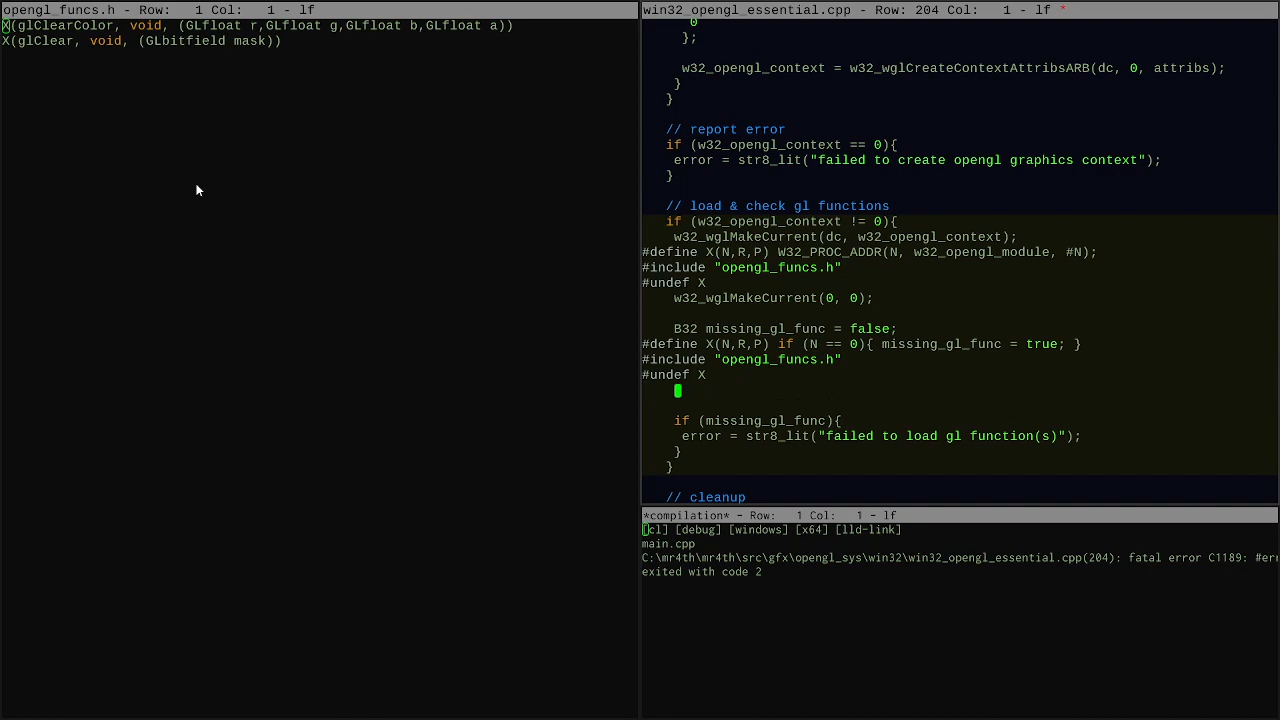 opengl_funcs.h - Row:   1 Col:   1 - lf
X(glClearColor, void, (GLfloat r,GLfloat g,GLfloat b,GLfloat a))
X(glClear, void, (GLbitfield mask))
win32_opengl_essential.cpp - Row: 204 Col:   1 - lf *
0
};
w32_opengl_context = w32_wglCreateContextAttribsARB(dc, 0, attribs);
}
}
// report error
if (w32_opengl_context == 0){
error = str8_lit("failed to create opengl graphics context");
}
// load & check gl functions
if (w32_opengl_context != 0){
w32_wglMakeCurrent(dc, w32_opengl_context);
#define X(N,R,P) W32_PROC_ADDR(N, w32_opengl_module, #N);
#include "opengl_funcs.h"
#undef X
w32_wglMakeCurrent(0, 0);
B32 missing_gl_func = false;
#define X(N,R,P) if (N == 0){ missing_gl_func = true; }
#include "opengl_funcs.h"
#undef X
if (missing_gl_func){
error = str8_lit("failed to load gl function(s)");
}
}
// cleanup
*compilation* - Row:   1 Col:   1 - lf
[cl] [debug] [windows] [x64] [lld-link]
main.cpp
C:\mr4th\mr4th\src\gfx\opengl_sys\win32\win32_opengl_essential.cpp(204): fatal error C1189: #er
exited with code 2